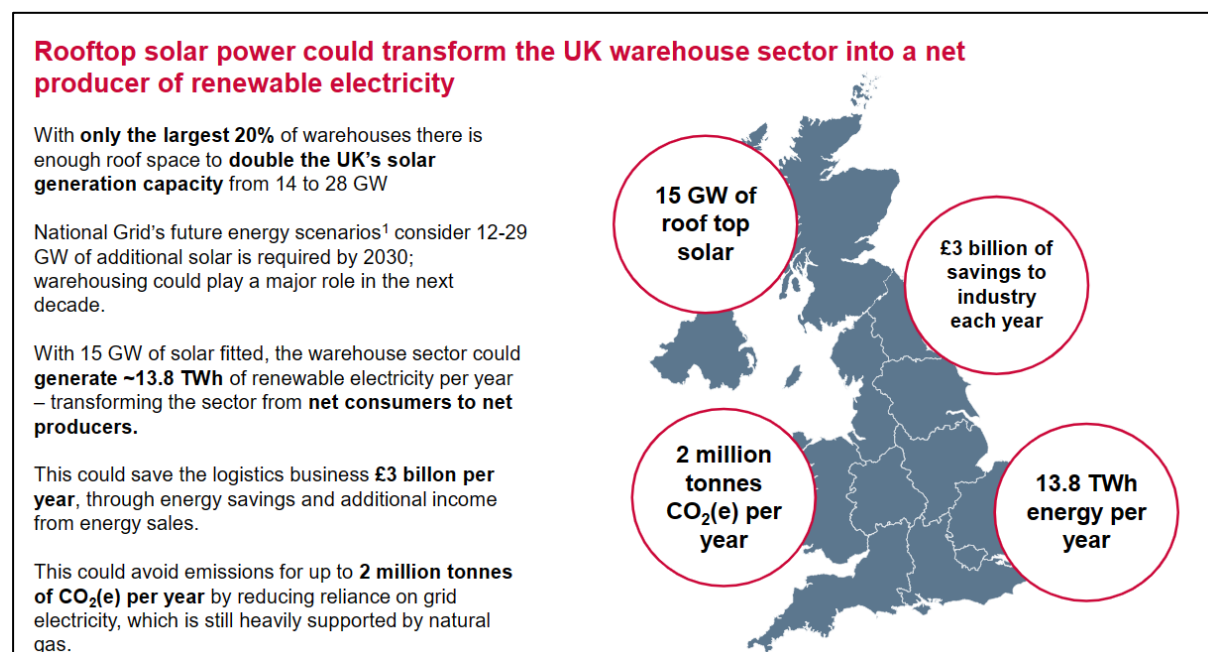 Rooftop solar power could transform the UK warehouse sector into a net
producer of renewable electricity
With only the largest 20% of warehouses there is
enough roof space to double the UK's solar
generation capacity from 14 to 28 GW
National Grid's future energy scenarios¹ consider 12-29
GW of additional solar is required by 2030;
warehousing could play a major role in the next
decade.
With 15 GW of solar fitted, the warehouse sector could
generate ~13.8 TWh of renewable electricity per year
– transforming the sector from net consumers to net
producers.
This could save the logistics business £3 billon per
year, through energy savings and additional income
from energy sales.
This could avoid emissions for up to 2 million tonnes
of CO₂(e) per year by reducing reliance on grid
electricity, which is still heavily supported by natural
gas.
15 GW of
roof top
solar
£3 billion of
savings to
industry
each year
2 million
tonnes
CO₂(e) per
year
13.8 TWh
energy per
year